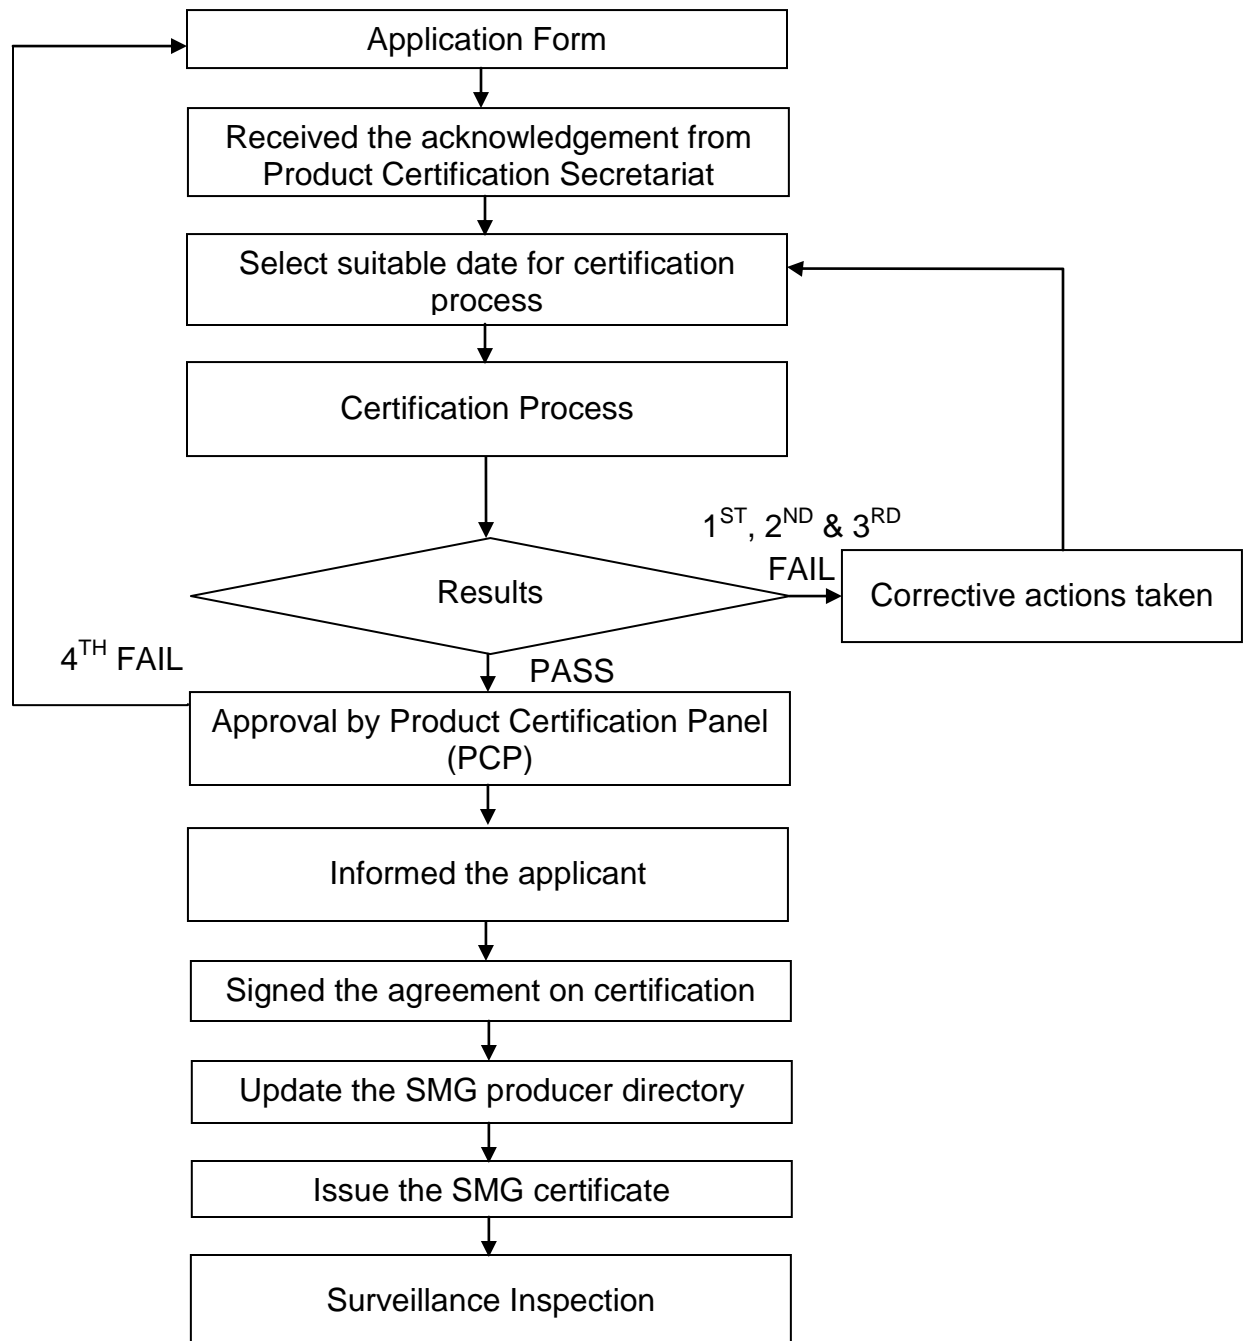 Application Form
Received the acknowledgement from
Product Certification Secretariat
Select suitable date for certification
process
Certification Process
1ST, 2ND & 3RD
FAIL
Results
Corrective actions taken
4TH FAIL
PASS
Approval by Product Certification Panel
(PCP)
Informed the applicant
Signed the agreement on certification
Update the SMG producer directory
Issue the SMG certificate
Surveillance Inspection